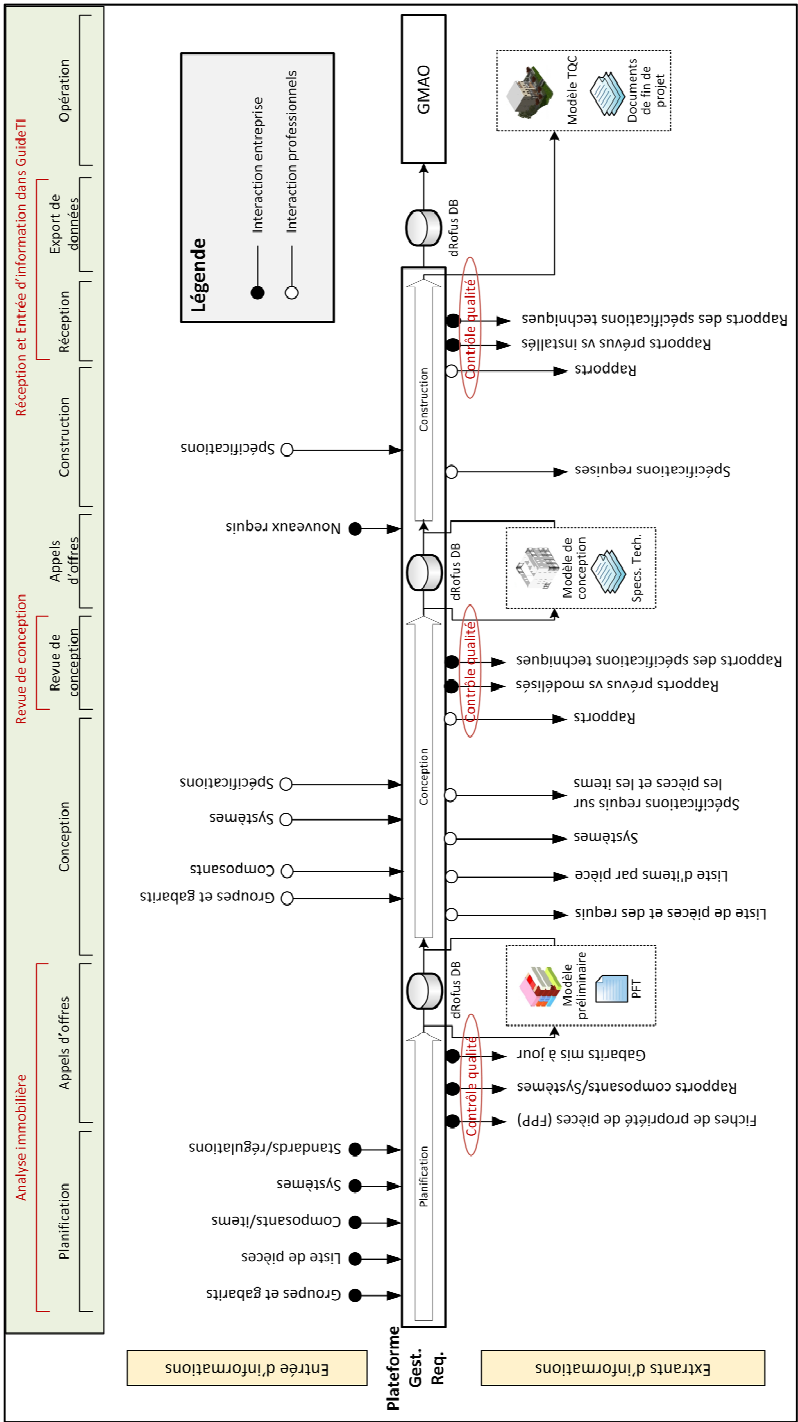 Analyse immobilière
Revue de conception
Réception et Entrée d’information dans GuideTI
Planification
Appels d’offres
Conception
Revue de
conception
Appels
d’offres
Construction
Réception
Export de
données
Opération
Entrée d’informations
Groupes et gabarits
Liste de pièces
Composants/items
Systèmes
Standards/régulations
Groupes et gabarits
Composants
Systèmes
Spécifications
Nouveaux requis
Spécifications
Légende
Interaction entreprise
Interaction professionnels
Plateforme
Gest.
Req.
Planification
dRofus DB
Conception
dRofus DB
Construction
dRofus DB
GMAO
Contrôle qualité
Contrôle qualité
Contrôle qualité
Extrants d’informations
Fiches de propriété de pièces (FPP)
Rapports composants/Systèmes
Gabarits mis à jour
Modèle
préliminaire
PFT
Liste de pièces et des requis
Liste d’items par pièce
Systèmes
Spécifications requis sur
les pièces et les items
Rapports
Rapports prévus vs modélisés
Rapports des spécifications techniques
Modèle de
conception
Specs. Tech.
Spécifications requises
Rapports
Rapports prévus vs installés
Rapports des spécifications techniques
Modèle TQC
Documents
de fin de
projet